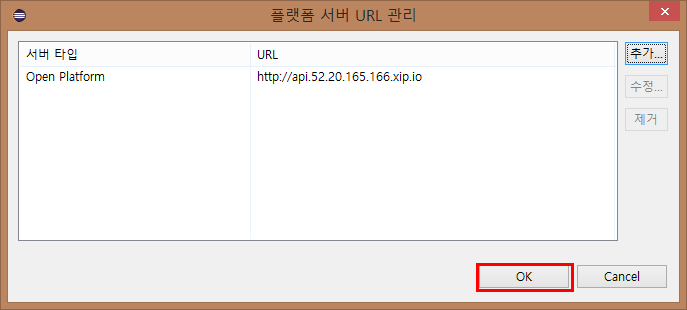 플랫폼 서버 URL 관리
서버 타입 URL
추가...
Open Platform http://api.52.20.165.166.xip.io
수정...
제거
OK Cancel